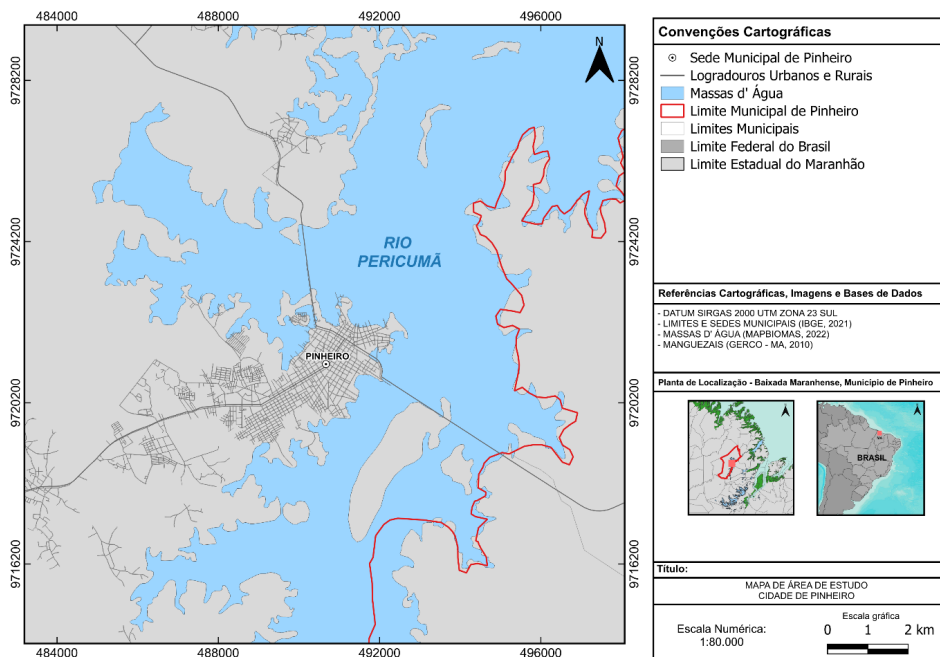 484000
488000
492000
496000
N
9728200
9728200
9724200
9724200
RIO
PERICUMÃ
PINHEIRO
9720200
9720200
9716200
9716200
484000
488000
492000
496000
Convenções Cartográficas
Sede Municipal de Pinheiro
Logradouros Urbanos e Rurais
Massas d' Água
Limite Municipal de Pinheiro
Limites Municipais
Limite Federal do Brasil
Limite Estadual do Maranhão
Referências Cartográficas, Imagens e Bases de Dados
- DATUM SIRGAS 2000 UTM ZONA 23 SUL
- LIMITES E SEDES MUNICIPAIS (IBGE, 2021)
- MASSAS D' ÁGUA (MAPBIOMAS, 2022)
- MANGUEZAIS (GERCO - MA, 2010)
Planta de Localização - Baixada Maranhense, Município de Pinheiro
BRASIL
Título:
MAPA DE ÁREA DE ESTUDO
CIDADE DE PINHEIRO
Escala Numérica:
1:80.000
Escala gráfica
0 1 2 km